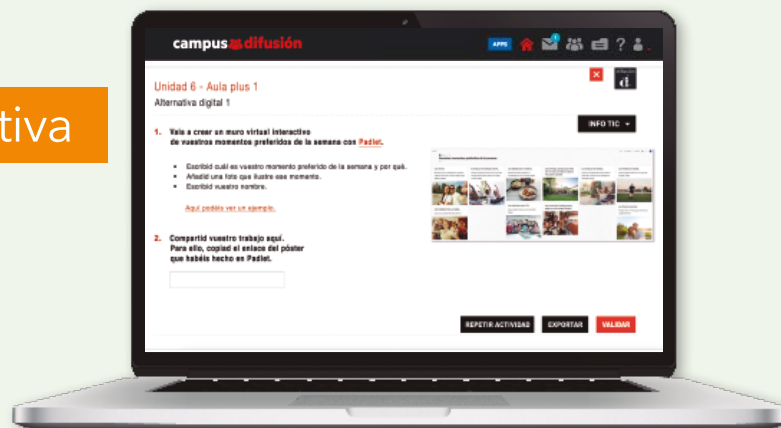 campus difusión
APPS
?
tiva
Unidad 6 - Aula plus 1
Alternativa digital 1
INFO TIC
1. Vais a crear un muro virtual interactivo
de vuestros momentos preferidos de la semana con Padlet.
Escribid cuál es vuestro momento preferido de la semana y por qué.
Añadid una foto que ilustre ese momento.
Escribid vuestro nombre.
Aquí podéis ver un ejemplo.
2. Compartid vuestro trabajo aquí.
Para ello, copiad el enlace del póster
que habéis hecho en Padlet.
REPETIR ACTIVIDAD
EXPORTAR
VALIDAR